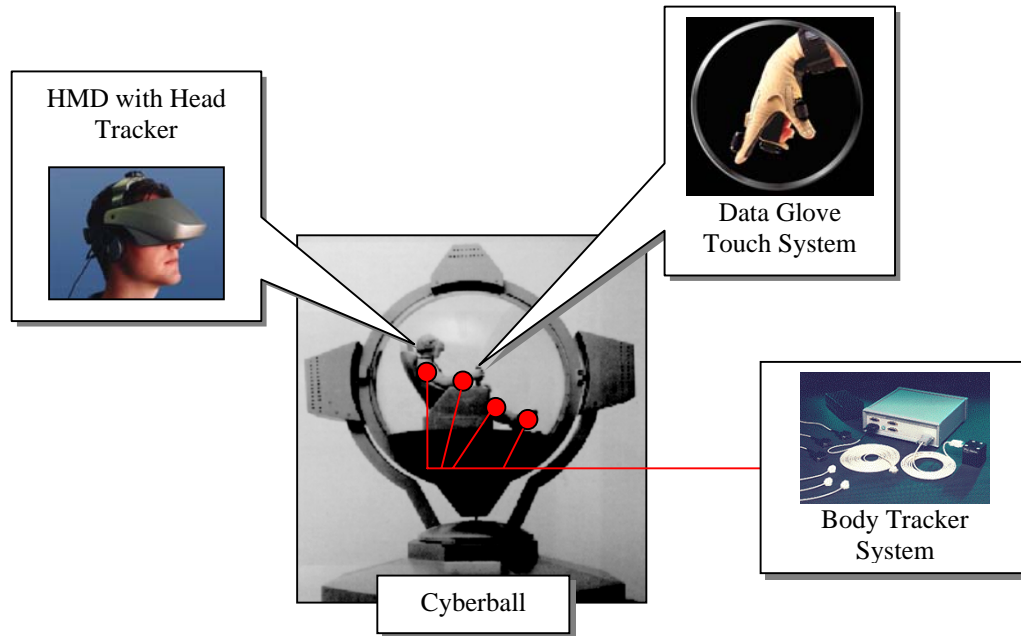 HMD with Head
Tracker
Data Glove
Touch System
Body Tracker
System
Cyberball